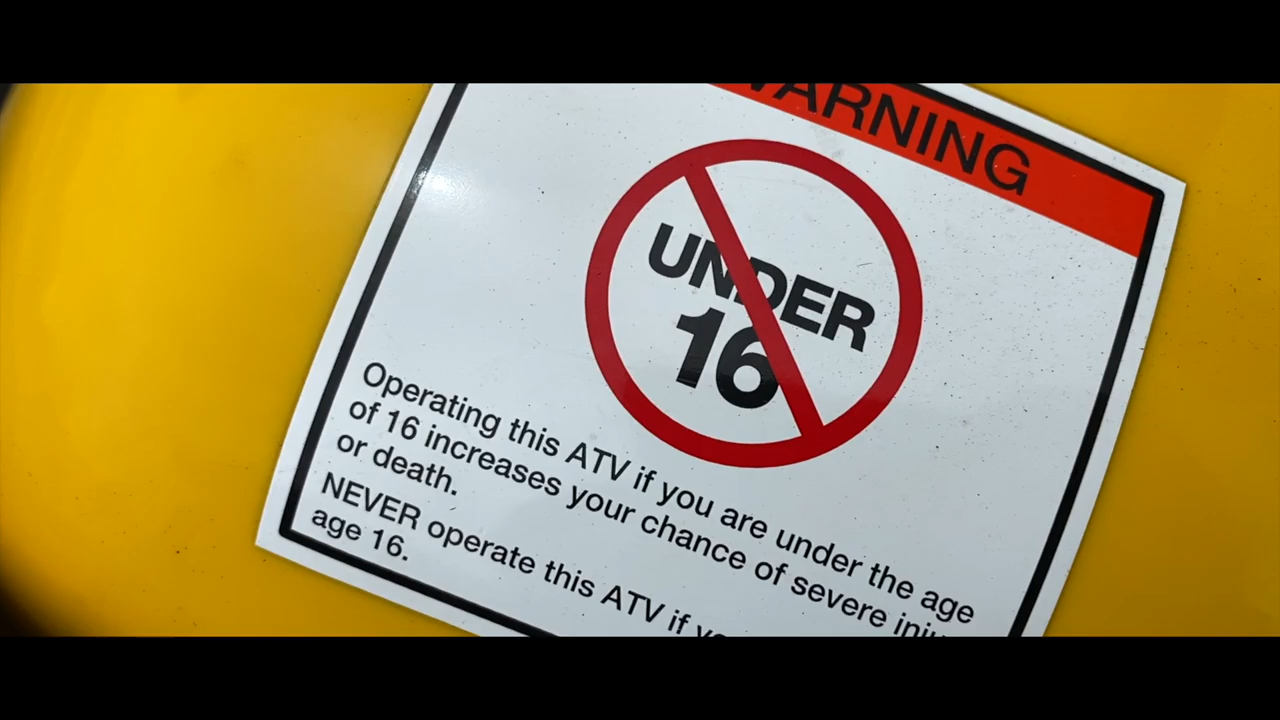 WARNING
UNDER
16
Operating this ATV if you are under the age
of 16 increases your chance of severe
or death.
NEVER operate this ATV if
age 16.